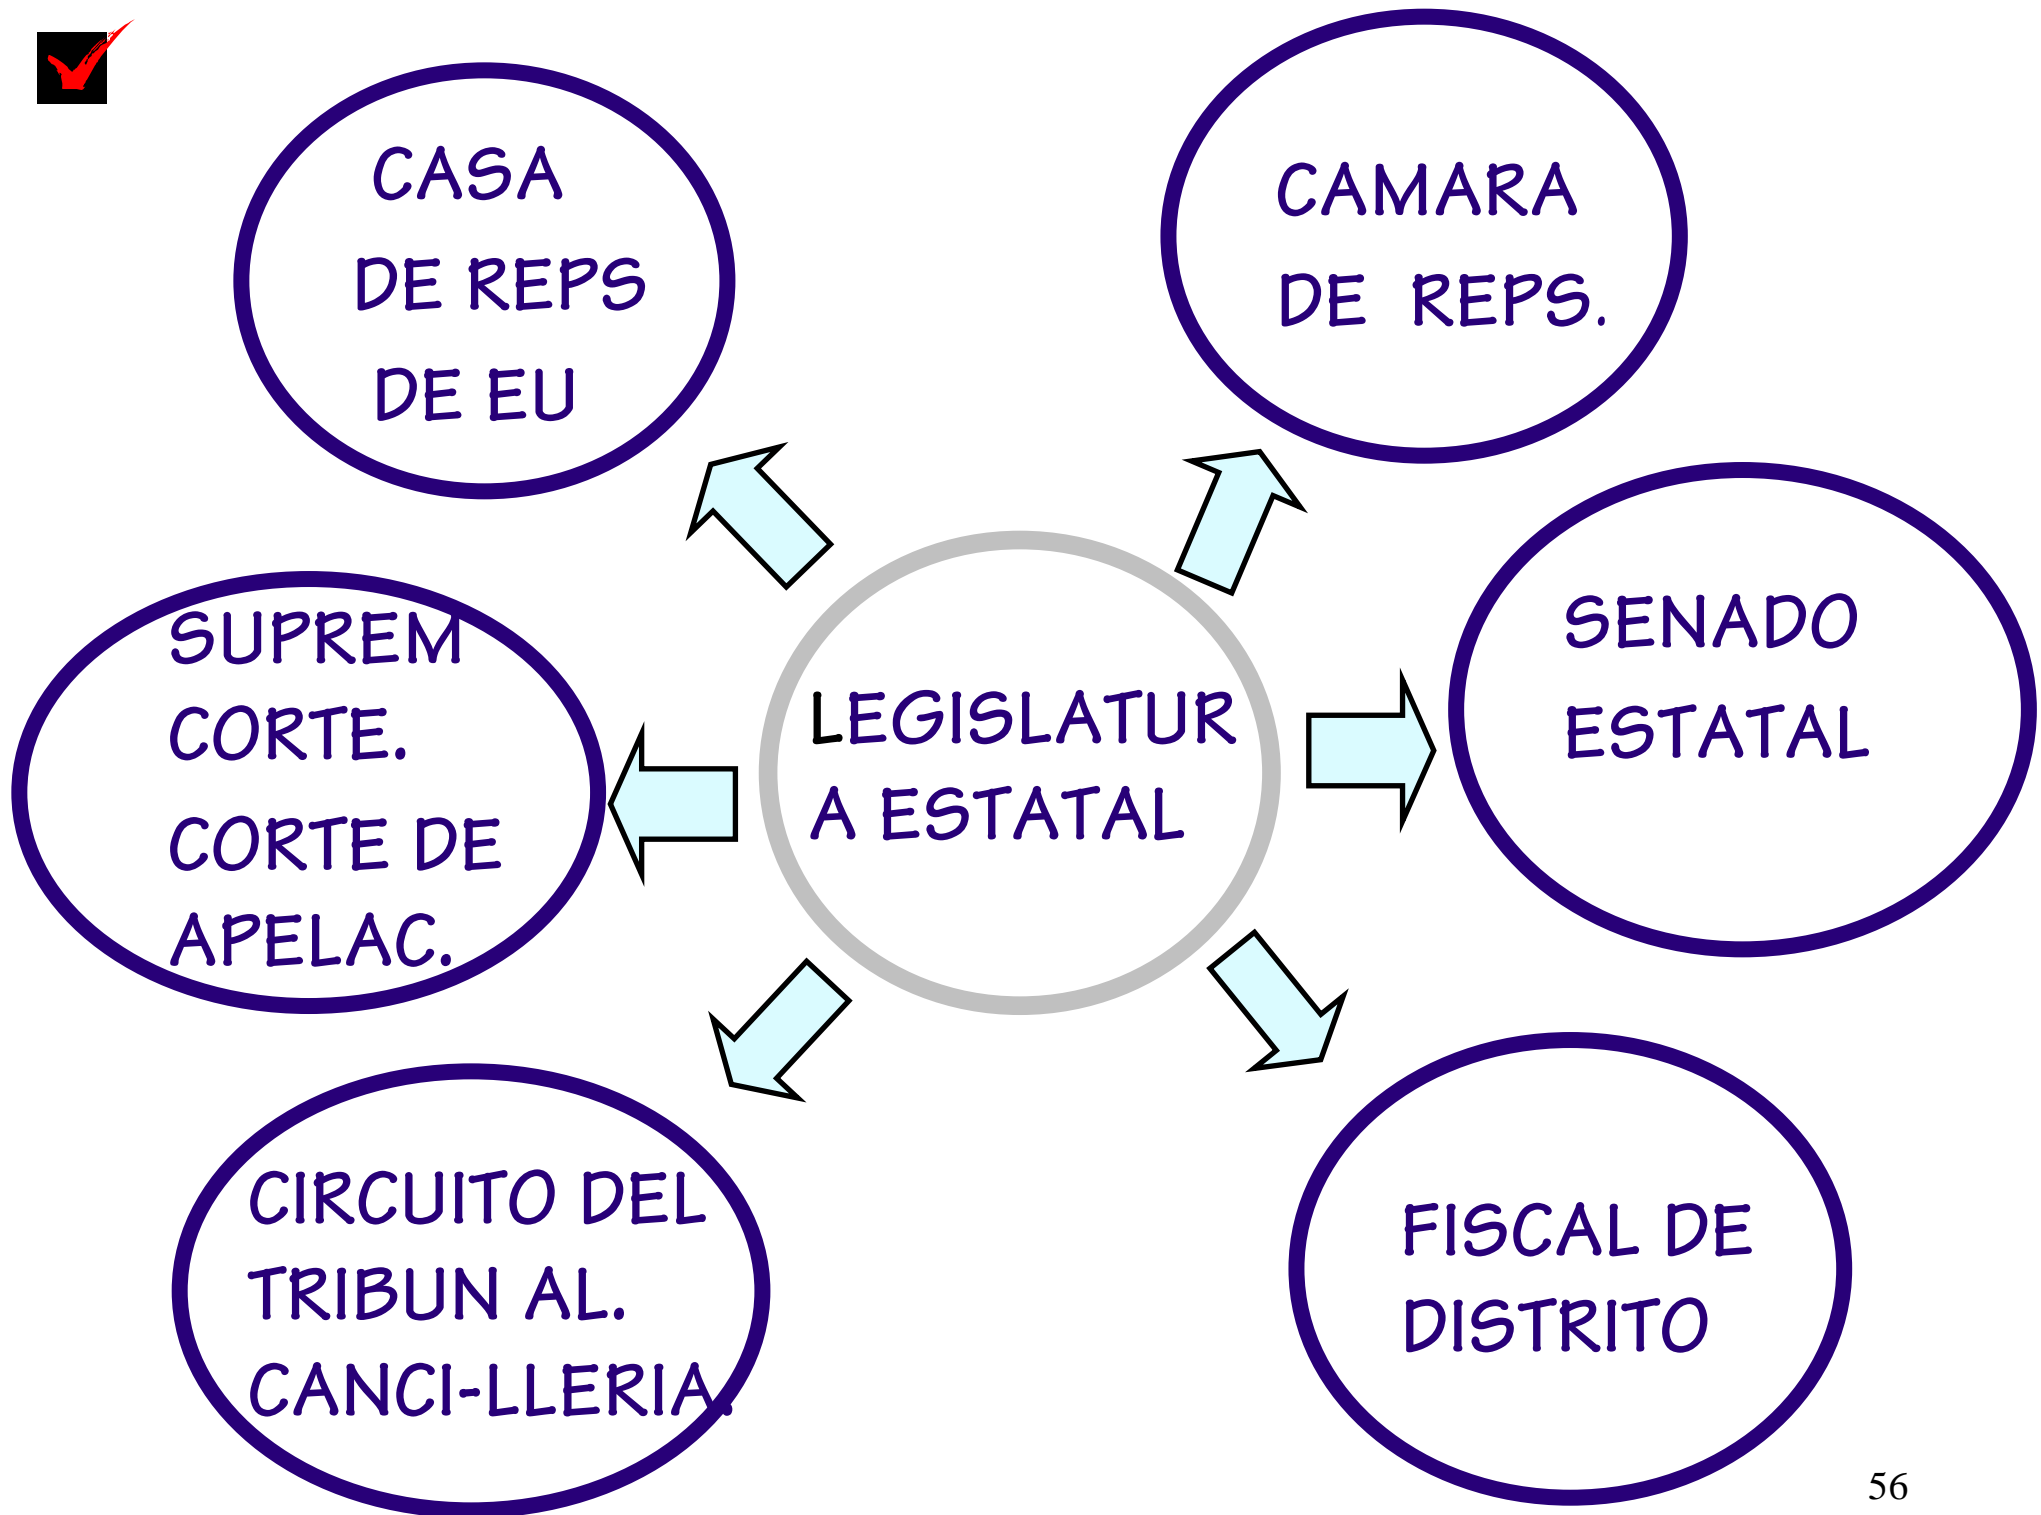 CASA
DE REPS
DE EU
CAMARA
DE REPS.
SUPREM
CORTE.
CORTE DE
APELAC.
LEGISLATUR
A ESTATAL
SENADO
ESTATAL
CIRCUITO DEL
TRIBUN AL.
CANCI-LLERIA.
FISCAL DE
DISTRITO
56